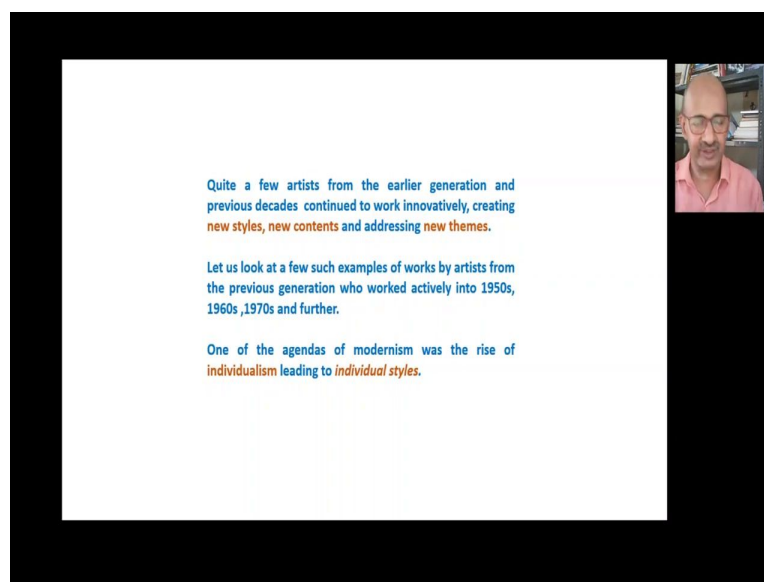 Quite a few artists from the earlier generation and
previous decades continued to work innovatively, creating
new styles, new contents and addressing new themes.
Let us look at a few such examples of works by artists from
the previous generation who worked actively into 1950s,
1960s ,1970s and further.
One of the agendas of modernism was the rise of
individualism leading to individual styles.